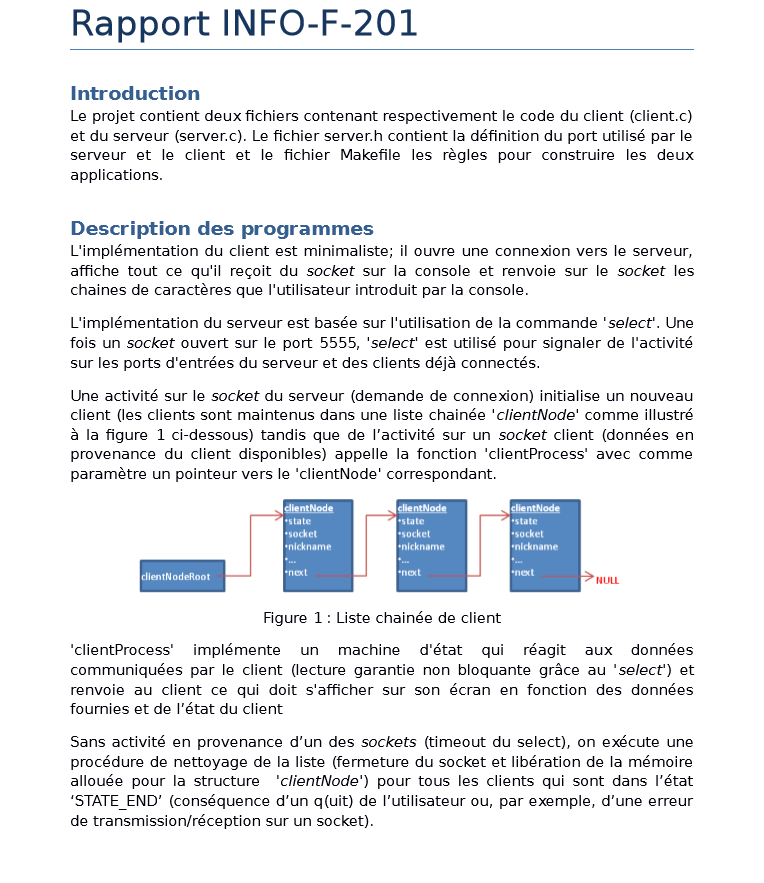 Rapport INFO-F-201
Introduction
Le projet contient deux fichiers contenant respectivement le code du client (client.c)
et du serveur (server.c). Le fichier server.h contient la définition du port utilisé par le
serveur et le client et le fichier Makefile les règles pour construire les deux
applications.
Description des programmes
L'implémentation du client est minimaliste; il ouvre une connexion vers le serveur,
affiche tout ce qu'il reçoit du socket sur la console et renvoie sur le socket les
chaines de caractères que l'utilisateur introduit par la console.
L'implémentation du serveur est basée sur l'utilisation de la commande 'select'. Une
fois un socket ouvert sur le port 5555, 'select' est utilisé pour signaler de l'activité
sur les ports d'entrées du serveur et des clients déjà connectés.
Une activité sur le socket du serveur (demande de connexion) initialise un nouveau
client (les clients sont maintenus dans une liste chainée 'clientNode' comme illustré
à la figure 1 ci-dessous) tandis que de l’activité sur un socket client (données en
provenance du client disponibles) appelle la fonction 'clientProcess' avec comme
paramètre un pointeur vers le 'clientNode' correspondant.
clientNodeRoot
clientNode
•state
•socket
•nickname
•...
•next
clientNode
•state
•socket
•nickname
•...
•next
clientNode
•state
•socket
•nickname
•...
•next
NULL
Figure 1 : Liste chainée de client
'clientProcess' implémente un machine d'état qui réagit aux données
communiquées par le client (lecture garantie non bloquante grâce au 'select') et
renvoie au client ce qui doit s'afficher sur son écran en fonction des données
fournies et de l’état du client
Sans activité en provenance d’un des sockets (timeout du select), on exécute une
procédure de nettoyage de la liste (fermeture du socket et libération de la mémoire
allouée pour la structure  'clientNode') pour tous les clients qui sont dans l’état
‘STATE_END’ (conséquence d’un q(uit) de l’utilisateur ou, par exemple, d’une erreur
de transmission/réception sur un socket).